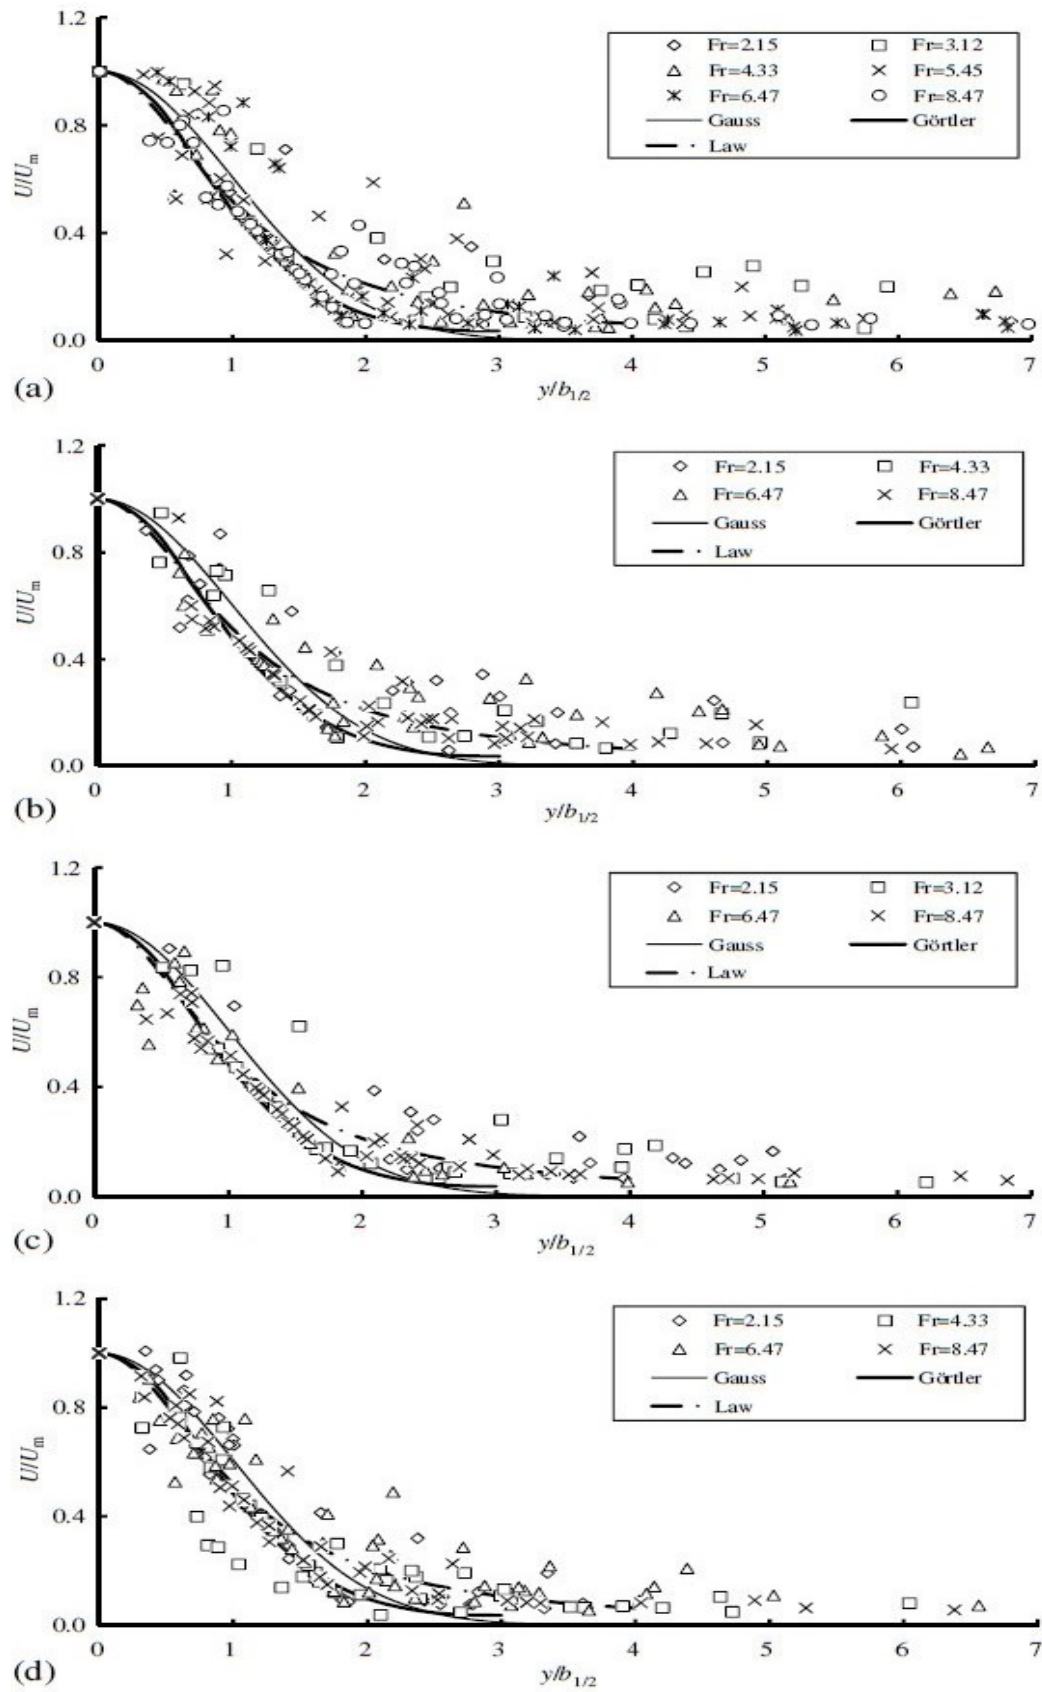 1.2
Fr=2.15 Fr=3.12
Fr=4.33 Fr=5.45
Fr=6.47 Fr=8.47
Gauss Görtler
Law
0.8
U/Um
0.4
0.0
0 1 2 3 4 5 6 7
(a) y/b1/2
1.2
Fr=2.15 Fr=4.33
Fr=6.47 Fr=8.47
Gauss Görtler
Law
0.8
U/Um
0.4
0.0
0 1 2 3 4 5 6 7
(b) y/b1/2
1.2
Fr=2.15 Fr=3.12
Fr=6.47 Fr=8.47
Gauss Görtler
Law
0.8
U/Um
0.4
0.0
0 1 2 3 4 5 6 7
(c) y/b1/2
1.2
Fr=2.15 Fr=4.33
Fr=6.47 Fr=8.47
Gauss Görtler
Law
0.8
U/Um
0.4
0.0
0 1 2 3 4 5 6 7
(d) y/b1/2